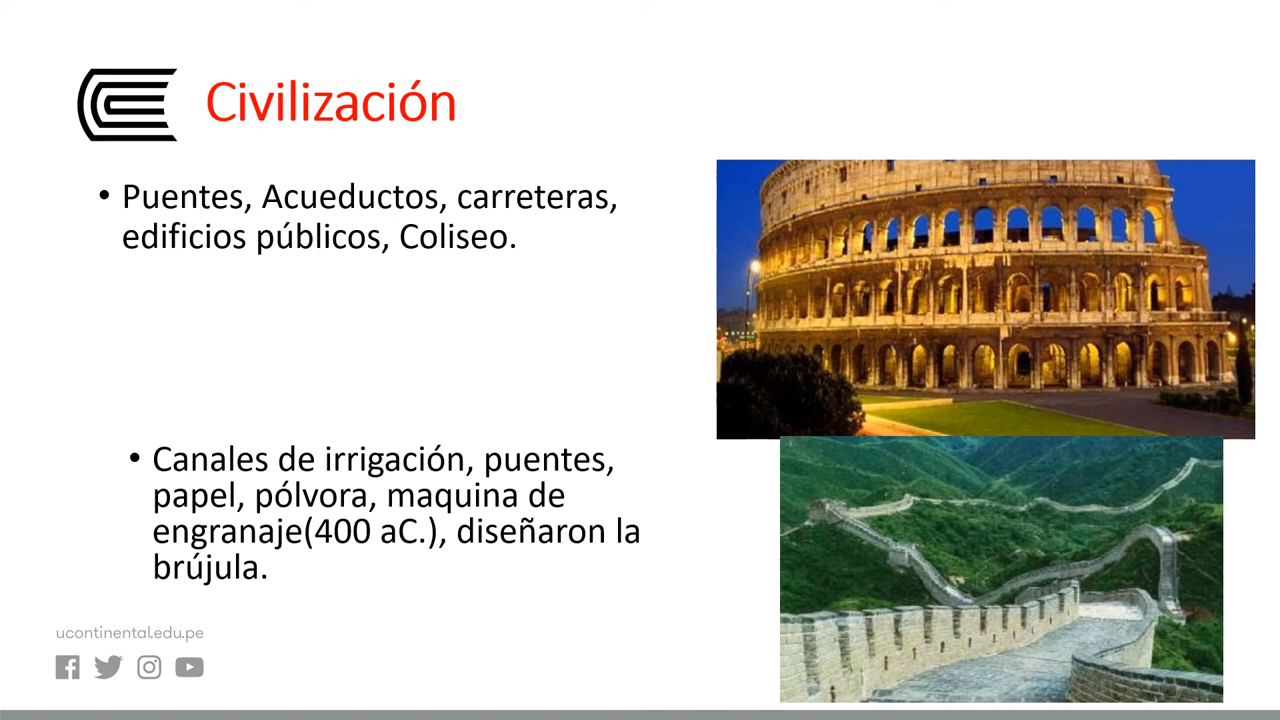 Civilización
• Puentes, Acueductos, carreteras,
edificios públicos, Coliseo.
• Canales de irrigación, puentes,
papel, pólvora, maquina de
engranaje(400 aC.), diseñaron la
brújula.
ucontinental.edu.pe